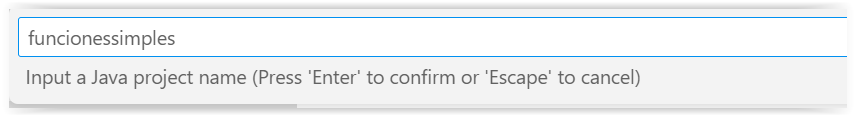 funcionessimples
Input a Java project name (Press 'Enter' to confirm or 'Escape' to cancel)